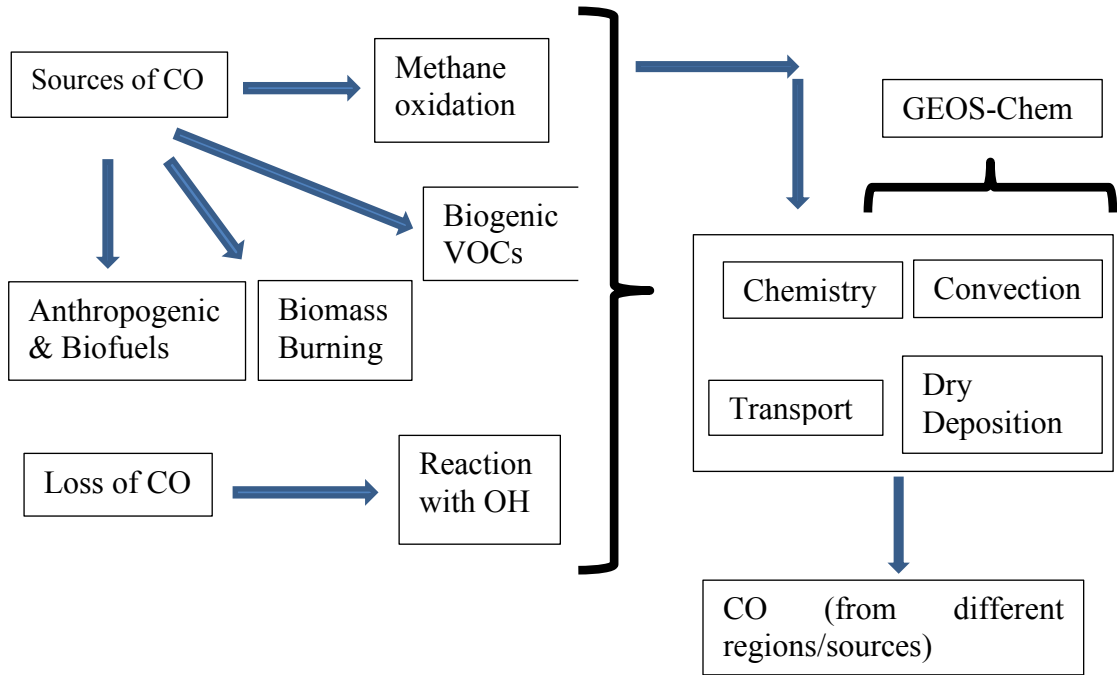 Sources of CO
Methane
oxidation
GEOS-Chem
Biogenic
VOCs
Anthropogenic
& Biofuels
Biomass
Burning
Chemistry
Convection
Transport
Dry
Deposition
Loss of CO
Reaction
with OH
CO (from different
regions/sources)